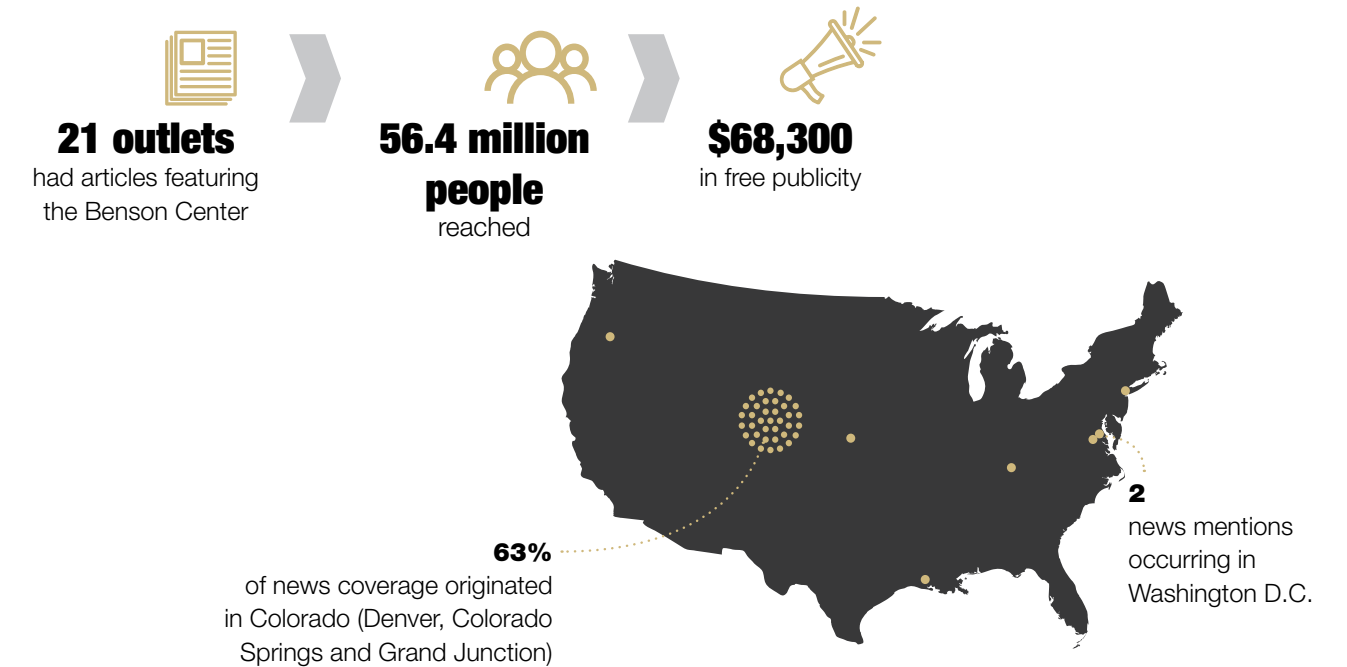 21 outlets
had articles featuring
the Benson Center
56.4 million
people
reached
$68,300
in free publicity
63%
of news coverage originated
in Colorado (Denver, Colorado
Springs and Grand Junction)
2
news mentions
occurring in
Washington D.C.